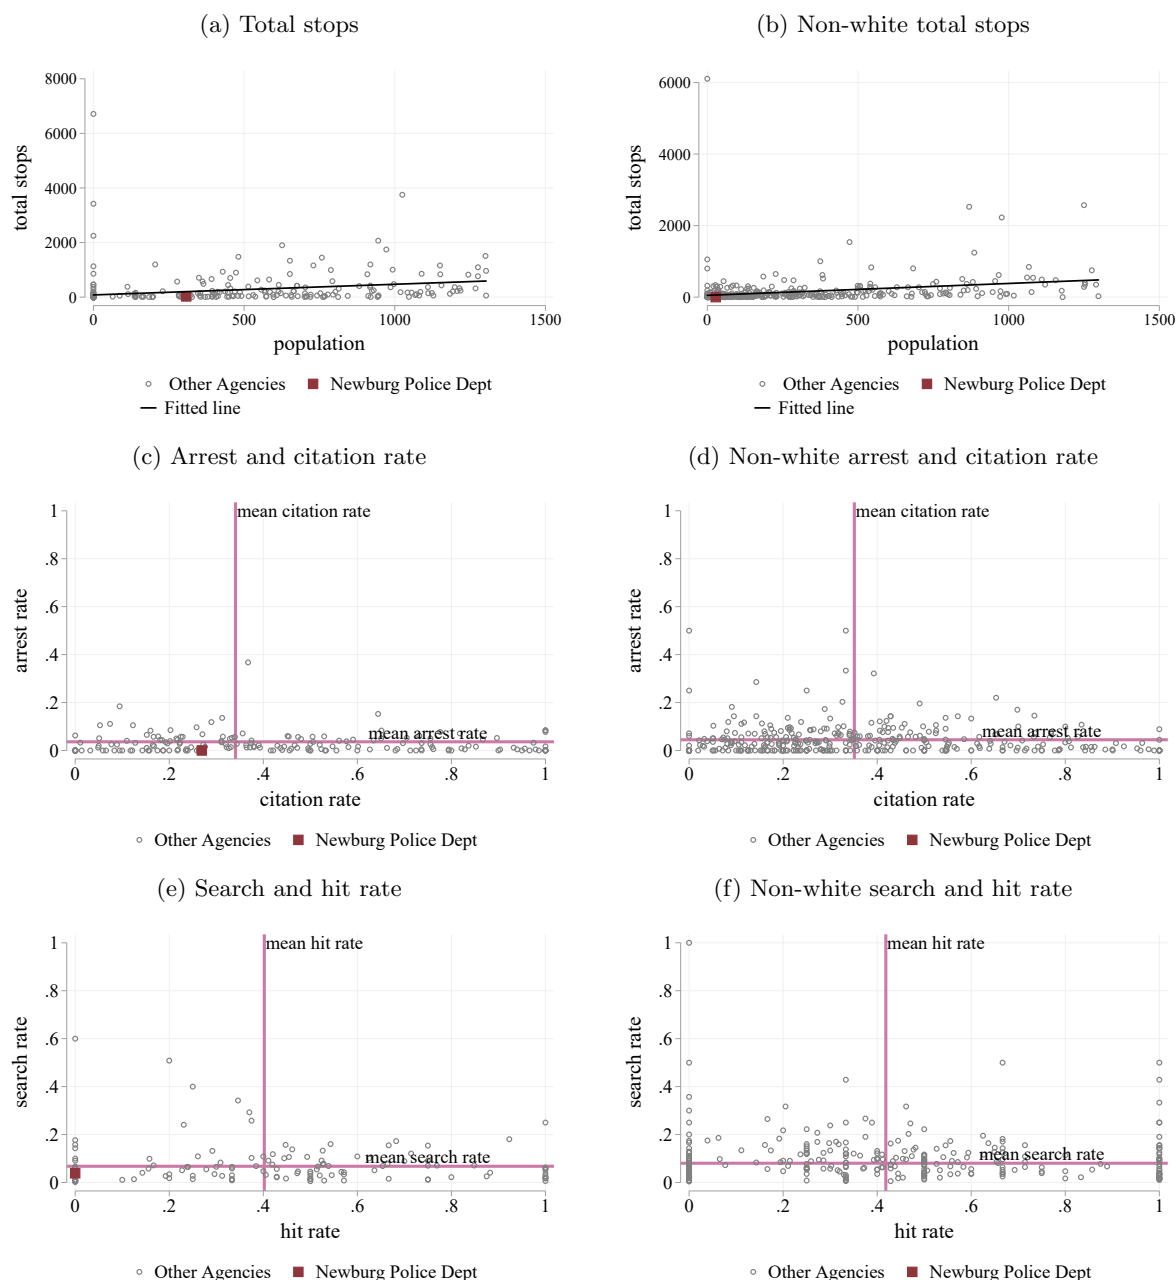 (a) Total stops
(b) Non-white total stops
total stops
8000
6000
4000
2000
0
0 500 1000 1500
population
Other Agencies Newburg Police Dept
Fitted line
total stops
6000
4000
2000
0
0 500 1000 1500
population
Other Agencies Newburg Police Dept
Fitted line
(c) Arrest and citation rate
(d) Non-white arrest and citation rate
arrest rate
1
.8
.6
.4
.2
0
mean citation rate
mean arrest rate
0 .2 .4 .6 .8 1
citation rate
Other Agencies Newburg Police Dept
arrest rate
1
.8
.6
.4
.2
0
mean citation rate
mean arrest rate
0 .2 .4 .6 .8 1
citation rate
Other Agencies Newburg Police Dept
(e) Search and hit rate
(f) Non-white search and hit rate
search rate
1
.8
.6
.4
.2
0
mean hit rate
mean search rate
0 .2 .4 .6 .8 1
hit rate
Other Agencies Newburg Police Dept
search rate
1
.8
.6
.4
.2
0
mean hit rate
mean search rate
0 .2 .4 .6 .8 1
hit rate
Other Agencies Newburg Police Dept